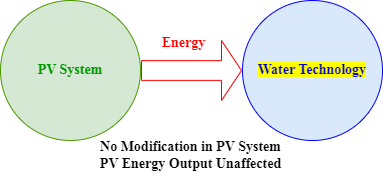 Energy
PV System
Water Technology
No Modification in PV System
PV Energy Output Unaffected